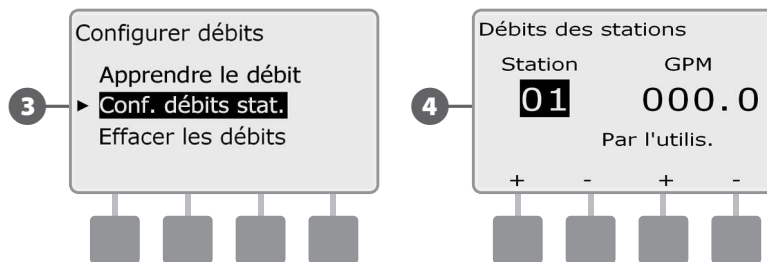 Configurer débits
Apprendre le débit
3
► Conf. débits stat.
Effacer les débits
Débits des stations
Station GPM
4
01 000.0
Par l'utilis.
+ - + -